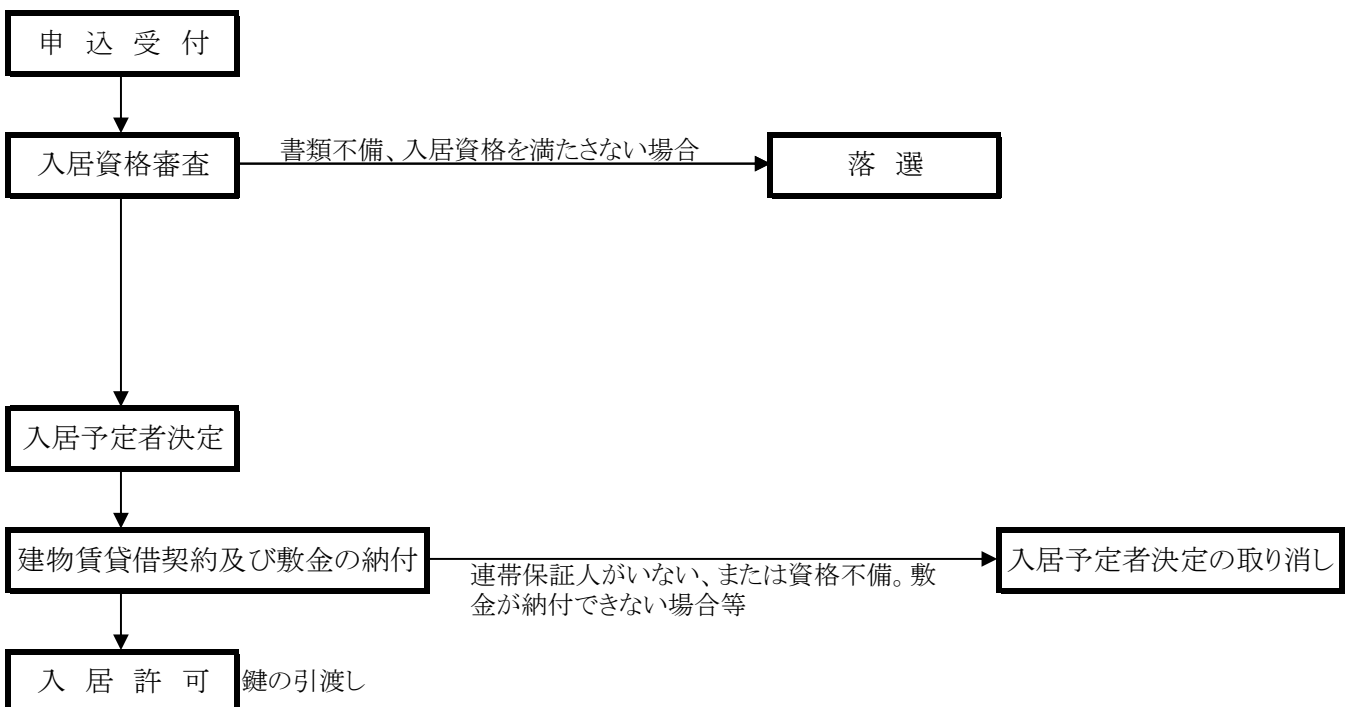 申 込 受 付
書類不備、入居資格を満たさない場合
入居資格審査
落 選
入居予定者決定
建物賃貸借契約及び敷金の納付
連帯保証人がいない、または資格不備。敷
金が納付できない場合等
入居予定者決定の取り消し
入 居 許 可
鍵の引渡し